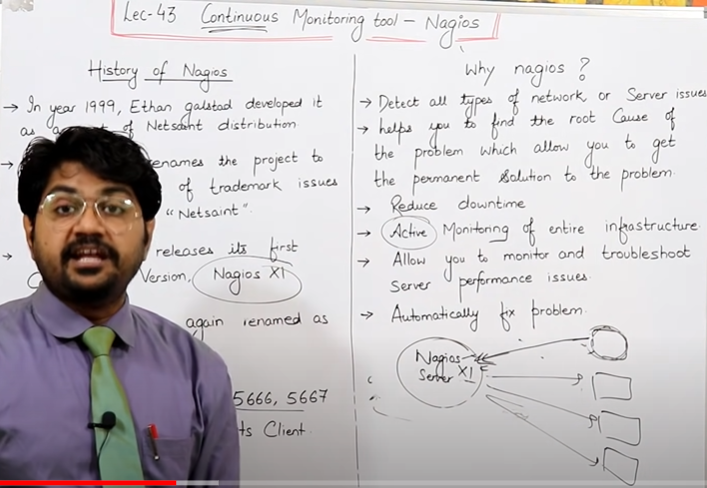 Lec-43 Continuous Monitoring tool - Nagios
History of Nagios
→ In year 1999, Ethan galstad developed it
as a of Netsaint distribution
→ renames the project to
of trademark issues
"Netsaint".
→ releases its first
Version, Nagios XI
again renamed as
5666, 5667
ts Client
Why nagios ?
→ Detect all types of network or Server issues
→ helps you to find the root Cause of
the problem which allow you to get
the permanent Solution to the problem.
→ Reduce downtime
→ Active Monitoring of entire infrastructure
→ Allow you to monitor and troubleshoot
Server performance issues.
→ Automatically fix problem.
Nagios
Server XI